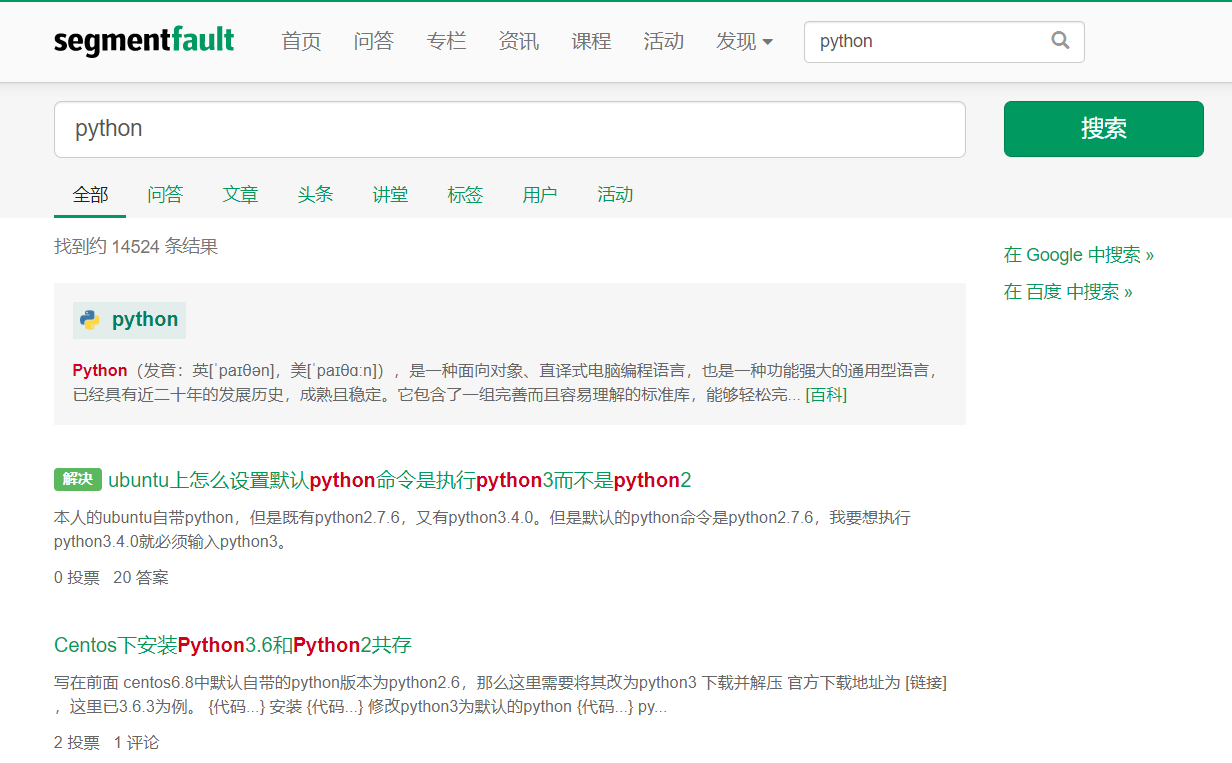 segmentfault 首页 问答 专栏 资讯 课程 活动 发现 python
python 搜索
全部 问答 文章 头条 讲堂 标签 用户 活动
找到约 14524 条结果
在 Google 中搜索 »
在 百度 中搜索 »
python
Python（发音：英[ˈpaɪθən]，美[ˈpaɪθɑːn]），是一种面向对象、直译式电脑编程语言，也是一种功能强大的通用型语言，
已经具有近二十年的发展历史，成熟且稳定。它包含了一组完善而且容易理解的标准库，能够轻松完... [百科]
解决 ubuntu上怎么设置默认python命令是执行python3而不是python2
本人的ubuntu自带python，但是既有python2.7.6，又有python3.4.0。但是默认的python命令是python2.7.6，我要想执行
python3.4.0就必须输入python3。
0 投票 20 答案
Centos下安装Python3.6和Python2共存
写在前面 centos6.8中默认自带的python版本为python2.6，那么这里需要将其改为python3 下载并解压 官方下载地址为 [链接]
，这里已3.6.3为例。 {代码...} 安装 {代码...} 修改python3为默认的python {代码...} py...
2 投票 1 评论